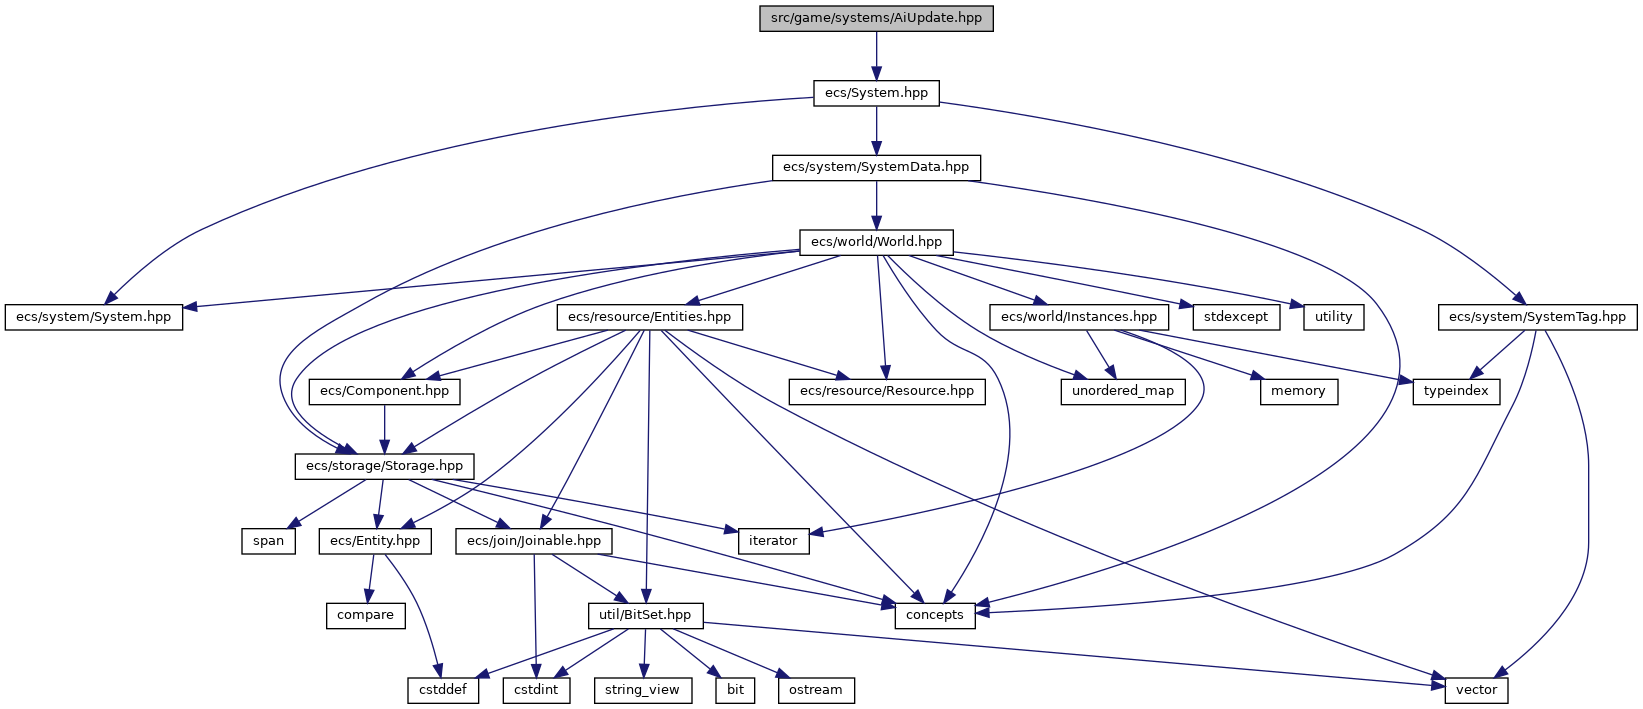 src/game/systems/AiUpdate.hpp
ecs/System.hpp
ecs/system/SystemData.hpp
ecs/world/World.hpp
ecs/system/System.hpp
ecs/resource/Entities.hpp
ecs/world/Instances.hpp
stdexcept
utility
ecs/system/SystemTag.hpp
ecs/Component.hpp
ecs/resource/Resource.hpp
unordered_map
memory
typeindex
ecs/storage/Storage.hpp
span
ecs/Entity.hpp
ecs/join/Joinable.hpp
iterator
compare
util/BitSet.hpp
concepts
cstddef
cstdint
string_view
bit
ostream
vector